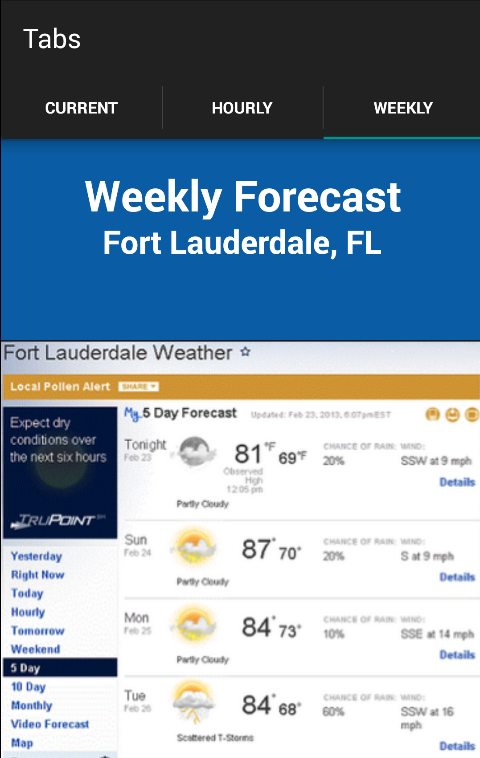 Tabs
CURRENT HOURLY WEEKLY
Weekly Forecast
Fort Lauderdale, FL
Fort Lauderdale Weather
Local Pollen Alert SHARE
Expect dry
conditions over
the next six hours
TRUPOINT
My 5 Day Forecast Updated: Feb 23, 2013, 6:07pm EST
Tonight
Feb 23
81°F 69°F
Observed
High
12:05 pm
Partly Cloudy
CHANCE OF RAIN: WIND:
20% SSW at 9 mph
Details
Sun
Feb 24
87° 70°
Partly Cloudy
CHANCE OF RAIN: WIND:
20% S at 9 mph
Details
Mon
Feb 25
84° 73°
Partly Cloudy
CHANCE OF RAIN: WIND:
10% SSE at 14 mph
Details
Tue
Feb 26
84° 68°
Scattered T-Storms
CHANCE OF RAIN: WIND:
60% SSW at 16
mph
Details
Yesterday
Right Now
Today
Hourly
Tomorrow
Weekend
5 Day
10 Day
Monthly
Video Forecast
Map